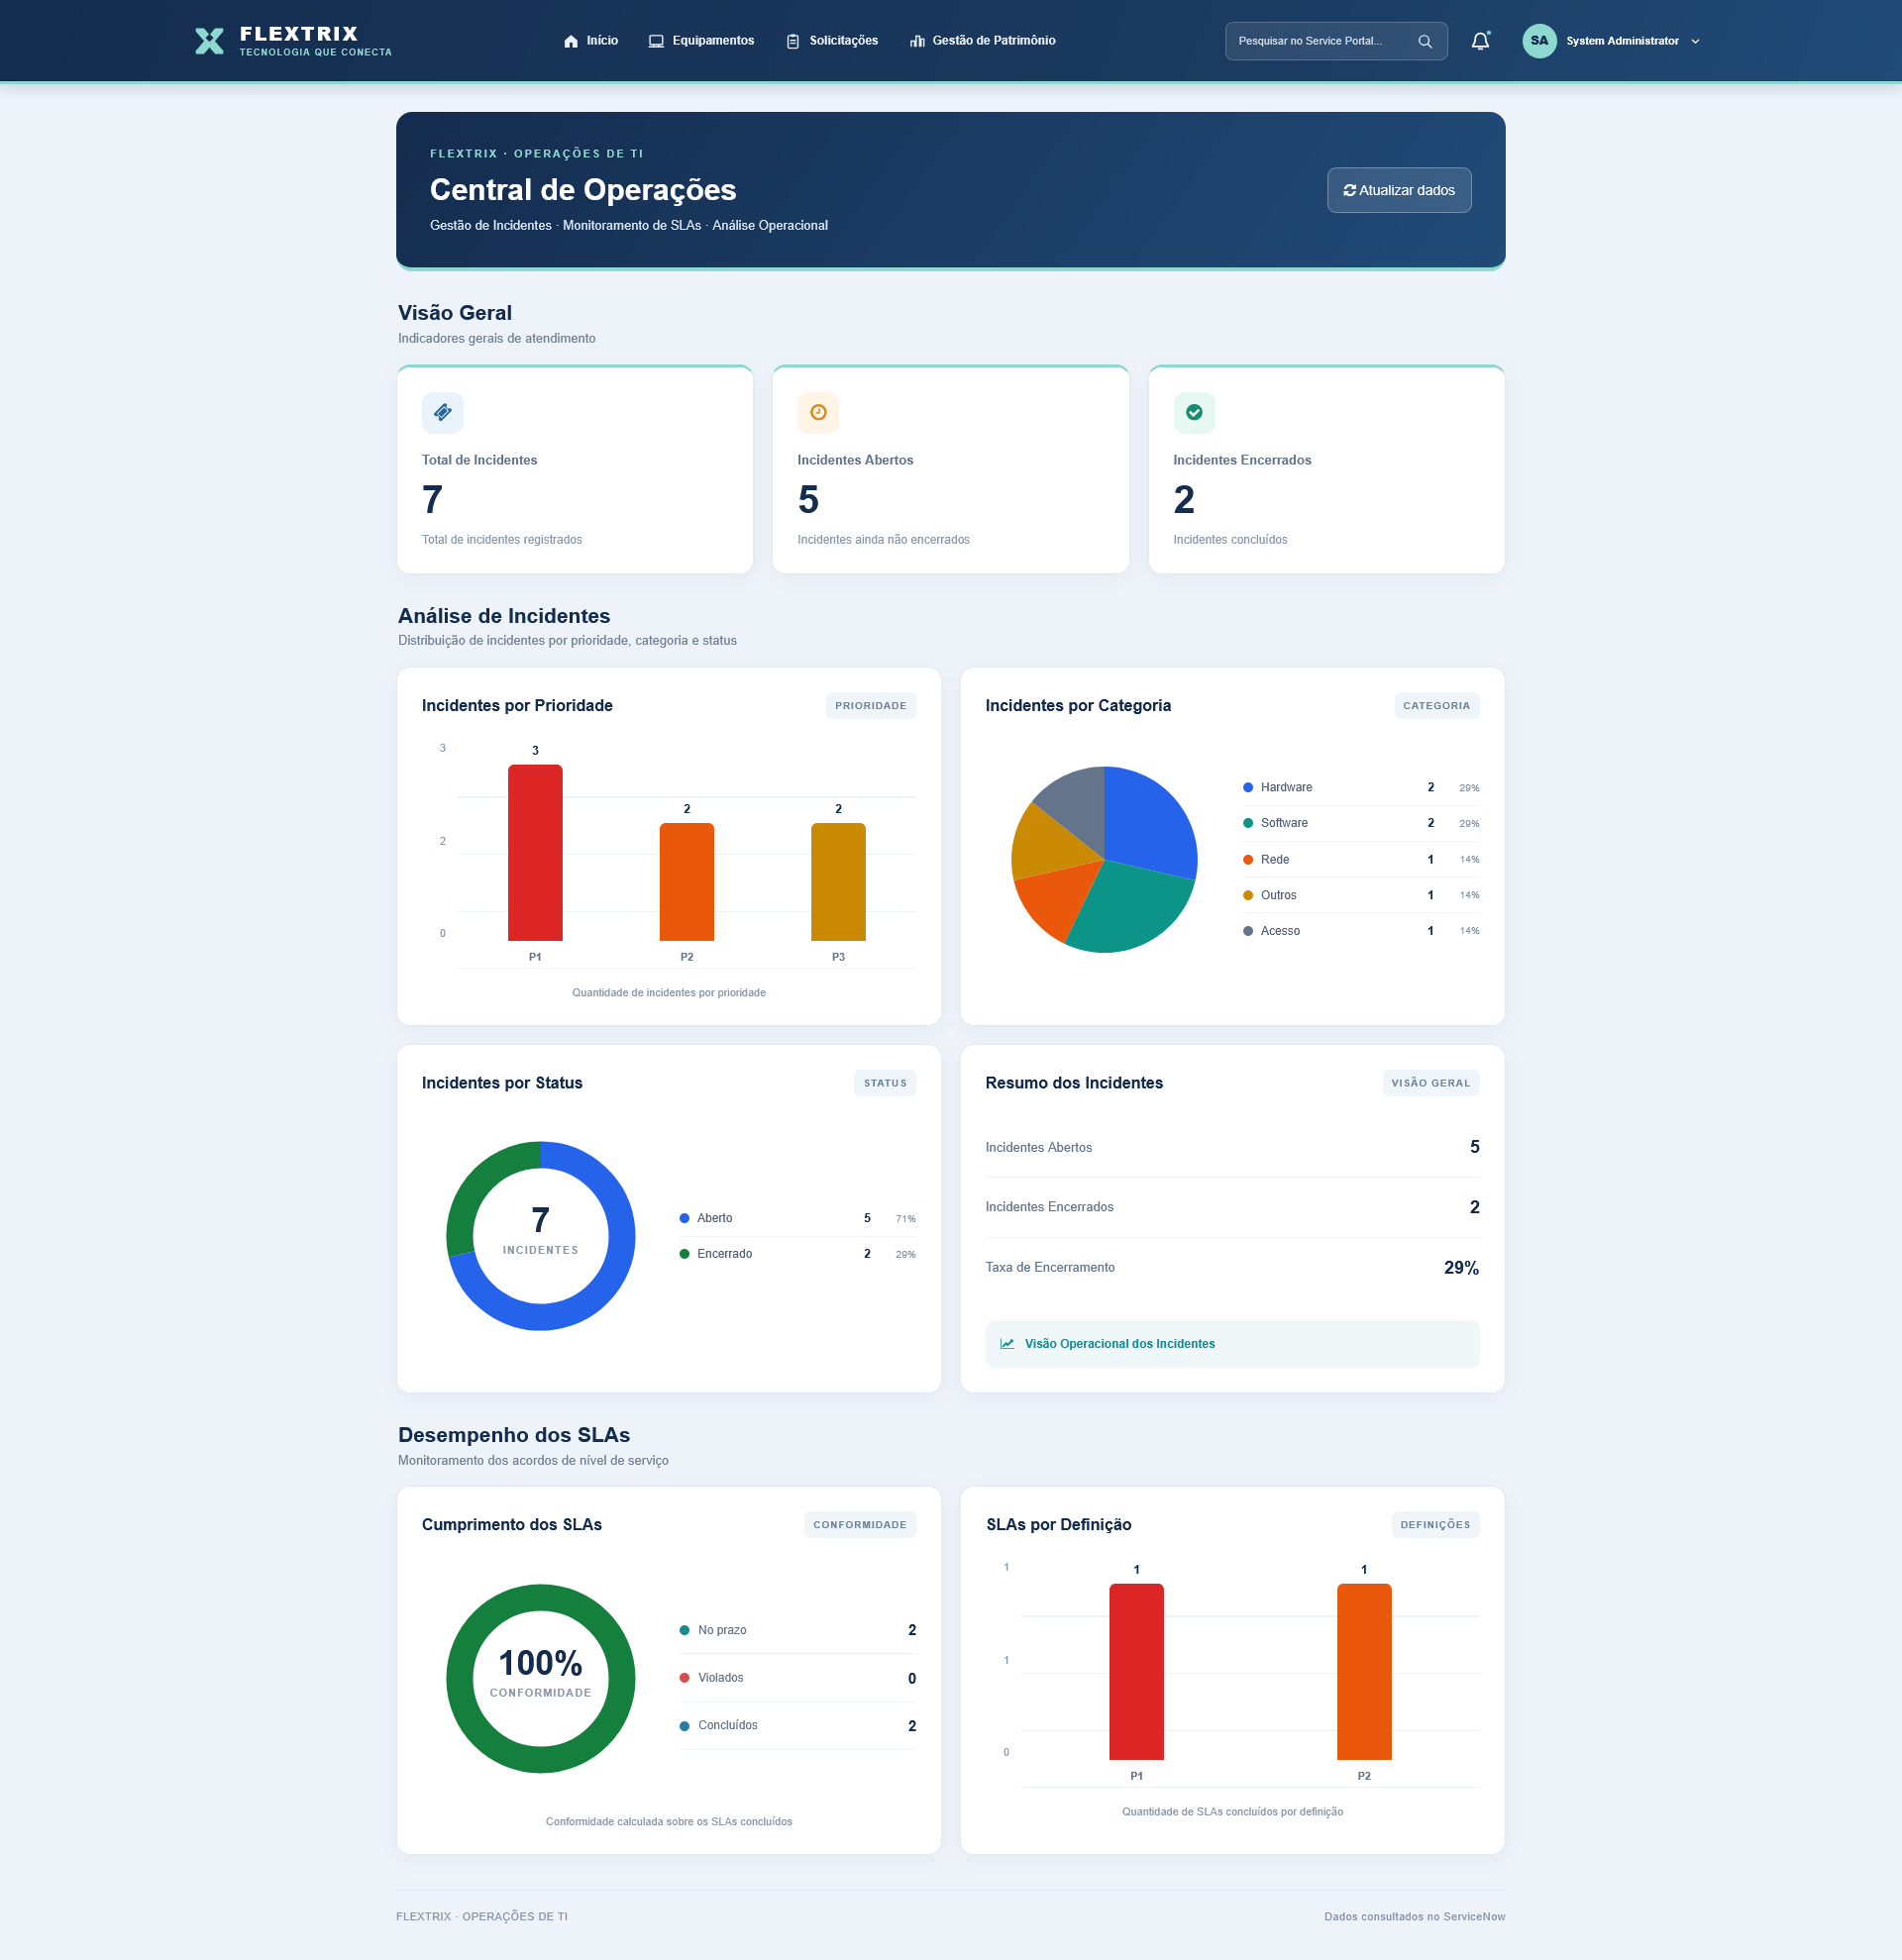 FLEXTRIX
TECNOLOGIA QUE CONECTA
Início
Equipamentos
Solicitações
Gestão de Patrimônio
Pesquisar no Service Portal...
SA
System Administrator
FLEXTRIX · OPERAÇÕES DE TI
Central de Operações
Gestão de Incidentes · Monitoramento de SLAs · Análise Operacional
Atualizar dados
Visão Geral
Indicadores gerais de atendimento
Total de Incidentes
7
Total de incidentes registrados
Incidentes Abertos
5
Incidentes ainda não encerrados
Incidentes Encerrados
2
Incidentes concluídos
Análise de Incidentes
Distribuição de incidentes por prioridade, categoria e status
Incidentes por Prioridade
PRIORIDADE
3
2
0
3
2
2
P1
P2
P3
Quantidade de incidentes por prioridade
Incidentes por Categoria
CATEGORIA
Hardware 2 29%
Software 2 29%
Rede 1 14%
Outros 1 14%
Acesso 1 14%
Incidentes por Status
STATUS
7
INCIDENTES
Aberto 5 71%
Encerrado 2 29%
Resumo dos Incidentes
VISÃO GERAL
Incidentes Abertos 5
Incidentes Encerrados 2
Taxa de Encerramento 29%
Visão Operacional dos Incidentes
Desempenho dos SLAs
Monitoramento dos acordos de nível de serviço
Cumprimento dos SLAs
CONFORMIDADE
100%
CONFORMIDADE
No prazo 2
Violados 0
Concluídos 2
Conformidade calculada sobre os SLAs concluídos
SLAs por Definição
DEFINIÇÕES
1
1
0
1
1
P1
P2
Quantidade de SLAs concluídos por definição
FLEXTRIX · OPERAÇÕES DE TI
Dados consultados no ServiceNow